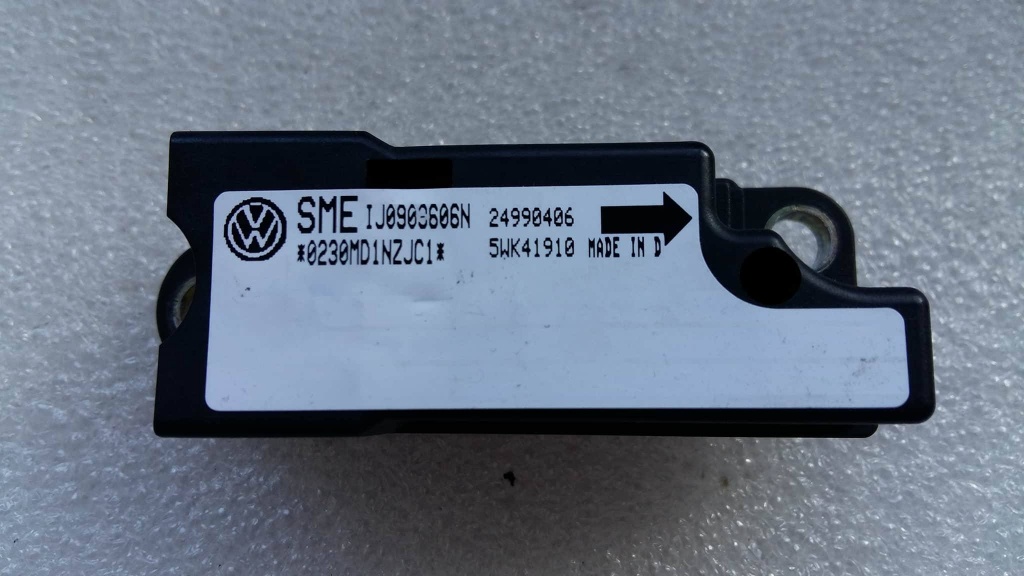 SME IJ0903606N 24990406
*0230MD1NZJC1* 5WK41910 MADE IN D